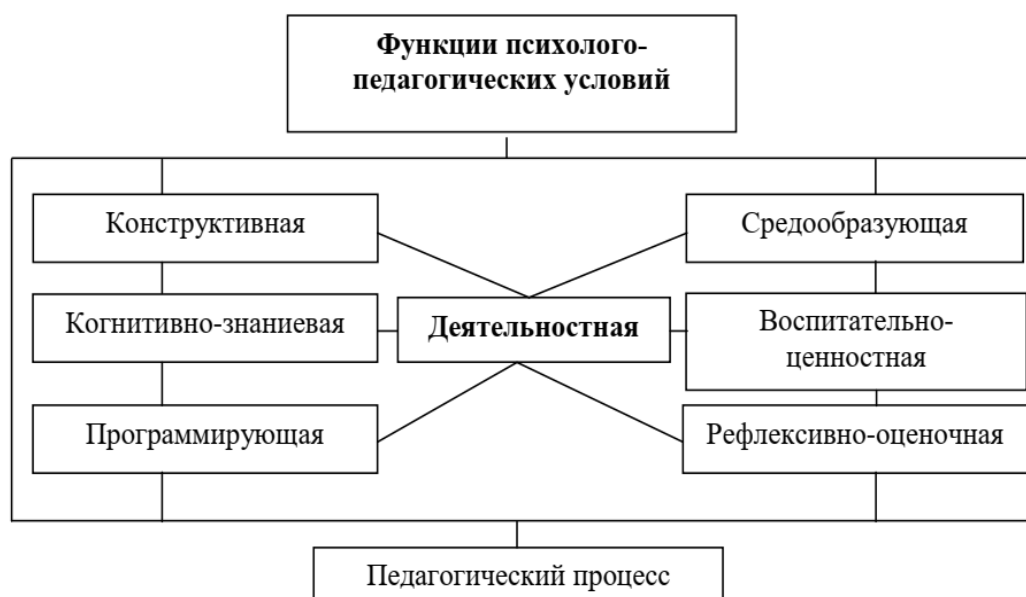 Функции психолого-
педагогических условий
Конструктивная
Средообразующая
Когнитивно-знаниевая
Деятельностная
Воспитательно-
ценностная
Программирующая
Рефлексивно-оценочная
Педагогический процесс